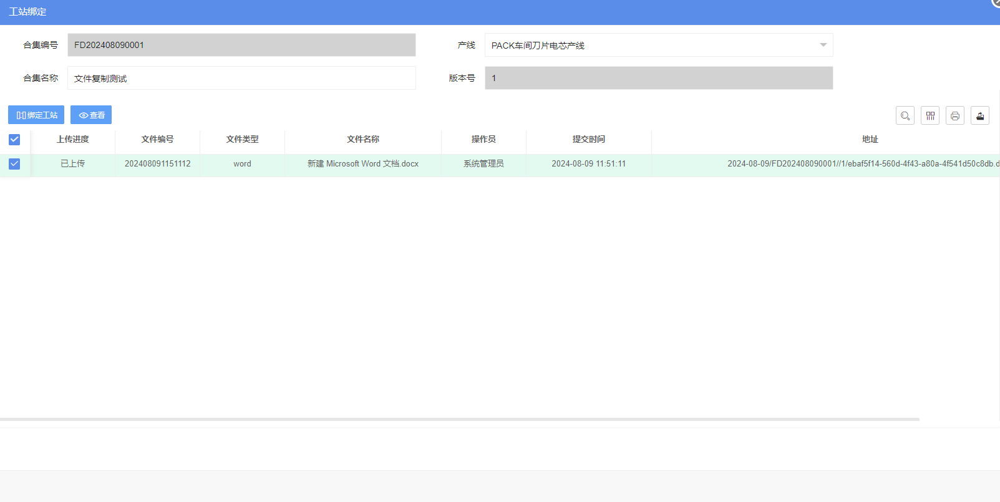 工站绑定
合集编号 FD202408090001 产线 PACK车间刀片电芯产线
合集名称 文件复制测试 版本号 1
绑定工站 查看
上传进度 文件编号 文件类型 文件名称 操作员 提交时间 地址
已上传 202408091151112 word 新建 Microsoft Word 文档.docx 系统管理员 2024-08-09 11:51:11 2024-08-09/FD202408090001//1/ebaf5f14-560d-4f43-a80a-4f541d50c8db.d